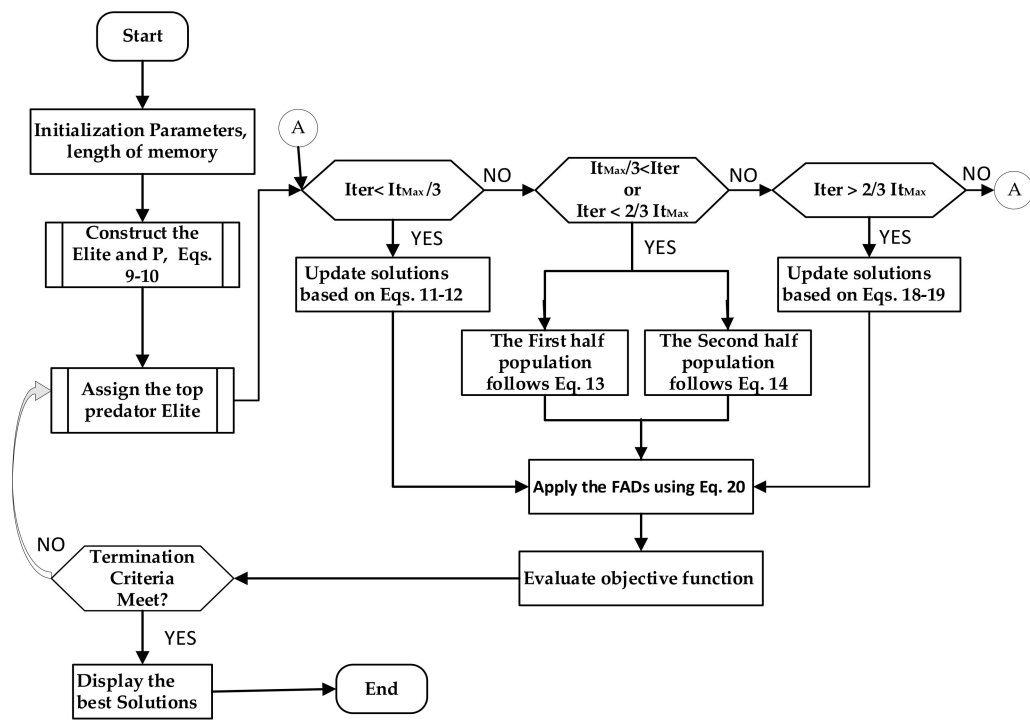 Start
Initialization Parameters,
length of memory
Construct the
Elite and P, Eqs.
9-10
Assign the top
predator Elite
A
Iter< ItMax /3
NO
YES
Update solutions
based on Eqs. 11-12
ItMax/3<Iter
or
Iter < 2/3 ItMax
NO
YES
The First half
population
follows Eq. 13
The Second half
population
follows Eq. 14
Iter > 2/3 ItMax
NO
A
YES
Update solutions
based on Eqs. 18-19
Apply the FADs using Eq. 20
Evaluate objective function
Termination
Criteria
Meet?
NO
YES
Display the
best Solutions
End